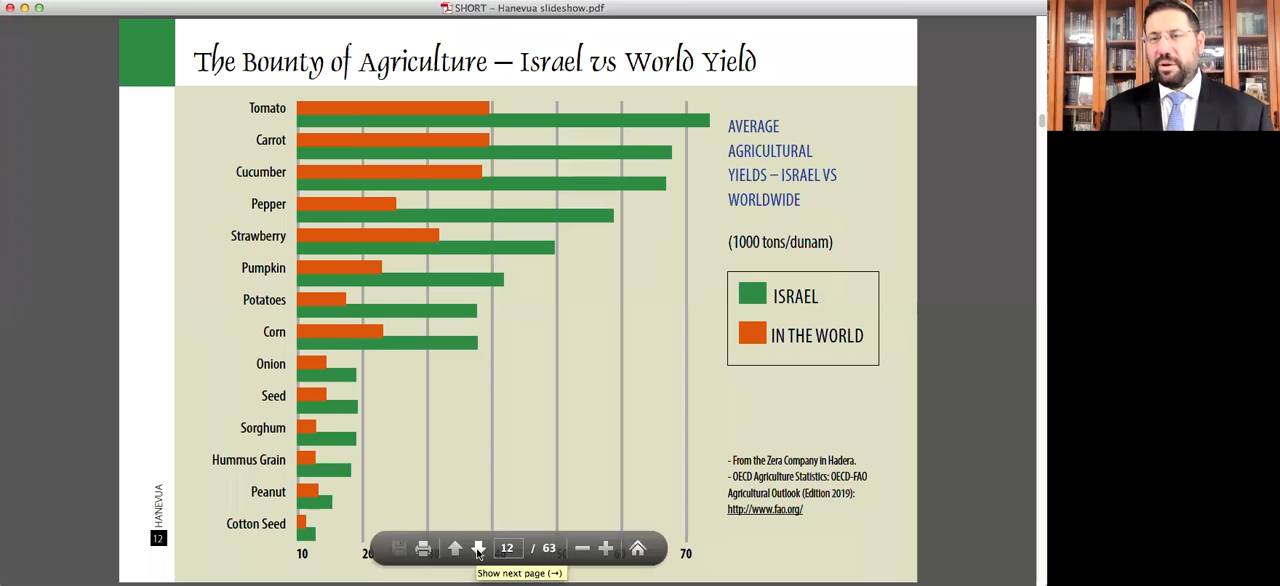 SHORT - Hanevua slideshow.pdf
The Bounty of Agriculture – Israel vs World Yield
Tomato
Carrot
Cucumber
Pepper
Strawberry
Pumpkin
Potatoes
Corn
Onion
Seed
Sorghum
Hummus Grain
Peanut
Cotton Seed
10
70
AVERAGE
AGRICULTURAL
YIELDS – ISRAEL VS
WORLDWIDE
(1000 tons/dunam)
ISRAEL
IN THE WORLD
- From the Zera Company in Hadera.
- OECD Agriculture Statistics: OECD-FAO
Agricultural Outlook (Edition 2019):
http://www.fao.org/
HANEVUA
12
12 / 63
Show next page (→)